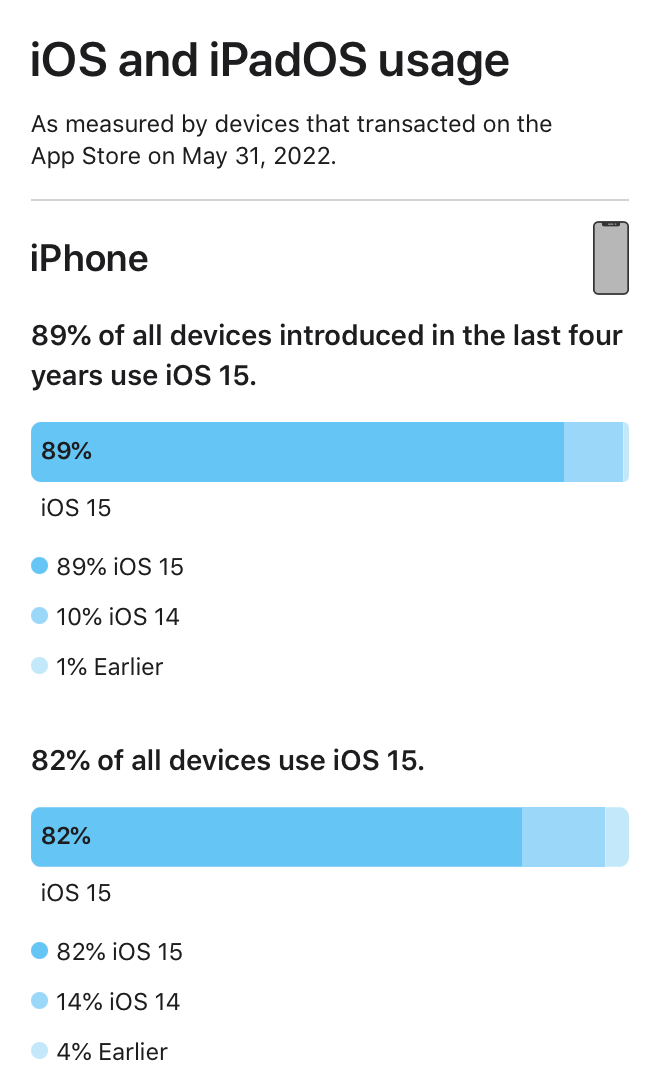 iOS and iPadOS usage
As measured by devices that transacted on the
App Store on May 31, 2022.
iPhone
89% of all devices introduced in the last four
years use iOS 15.
89%
iOS 15
89% iOS 15
10% iOS 14
1% Earlier
82% of all devices use iOS 15.
82%
iOS 15
82% iOS 15
14% iOS 14
4% Earlier